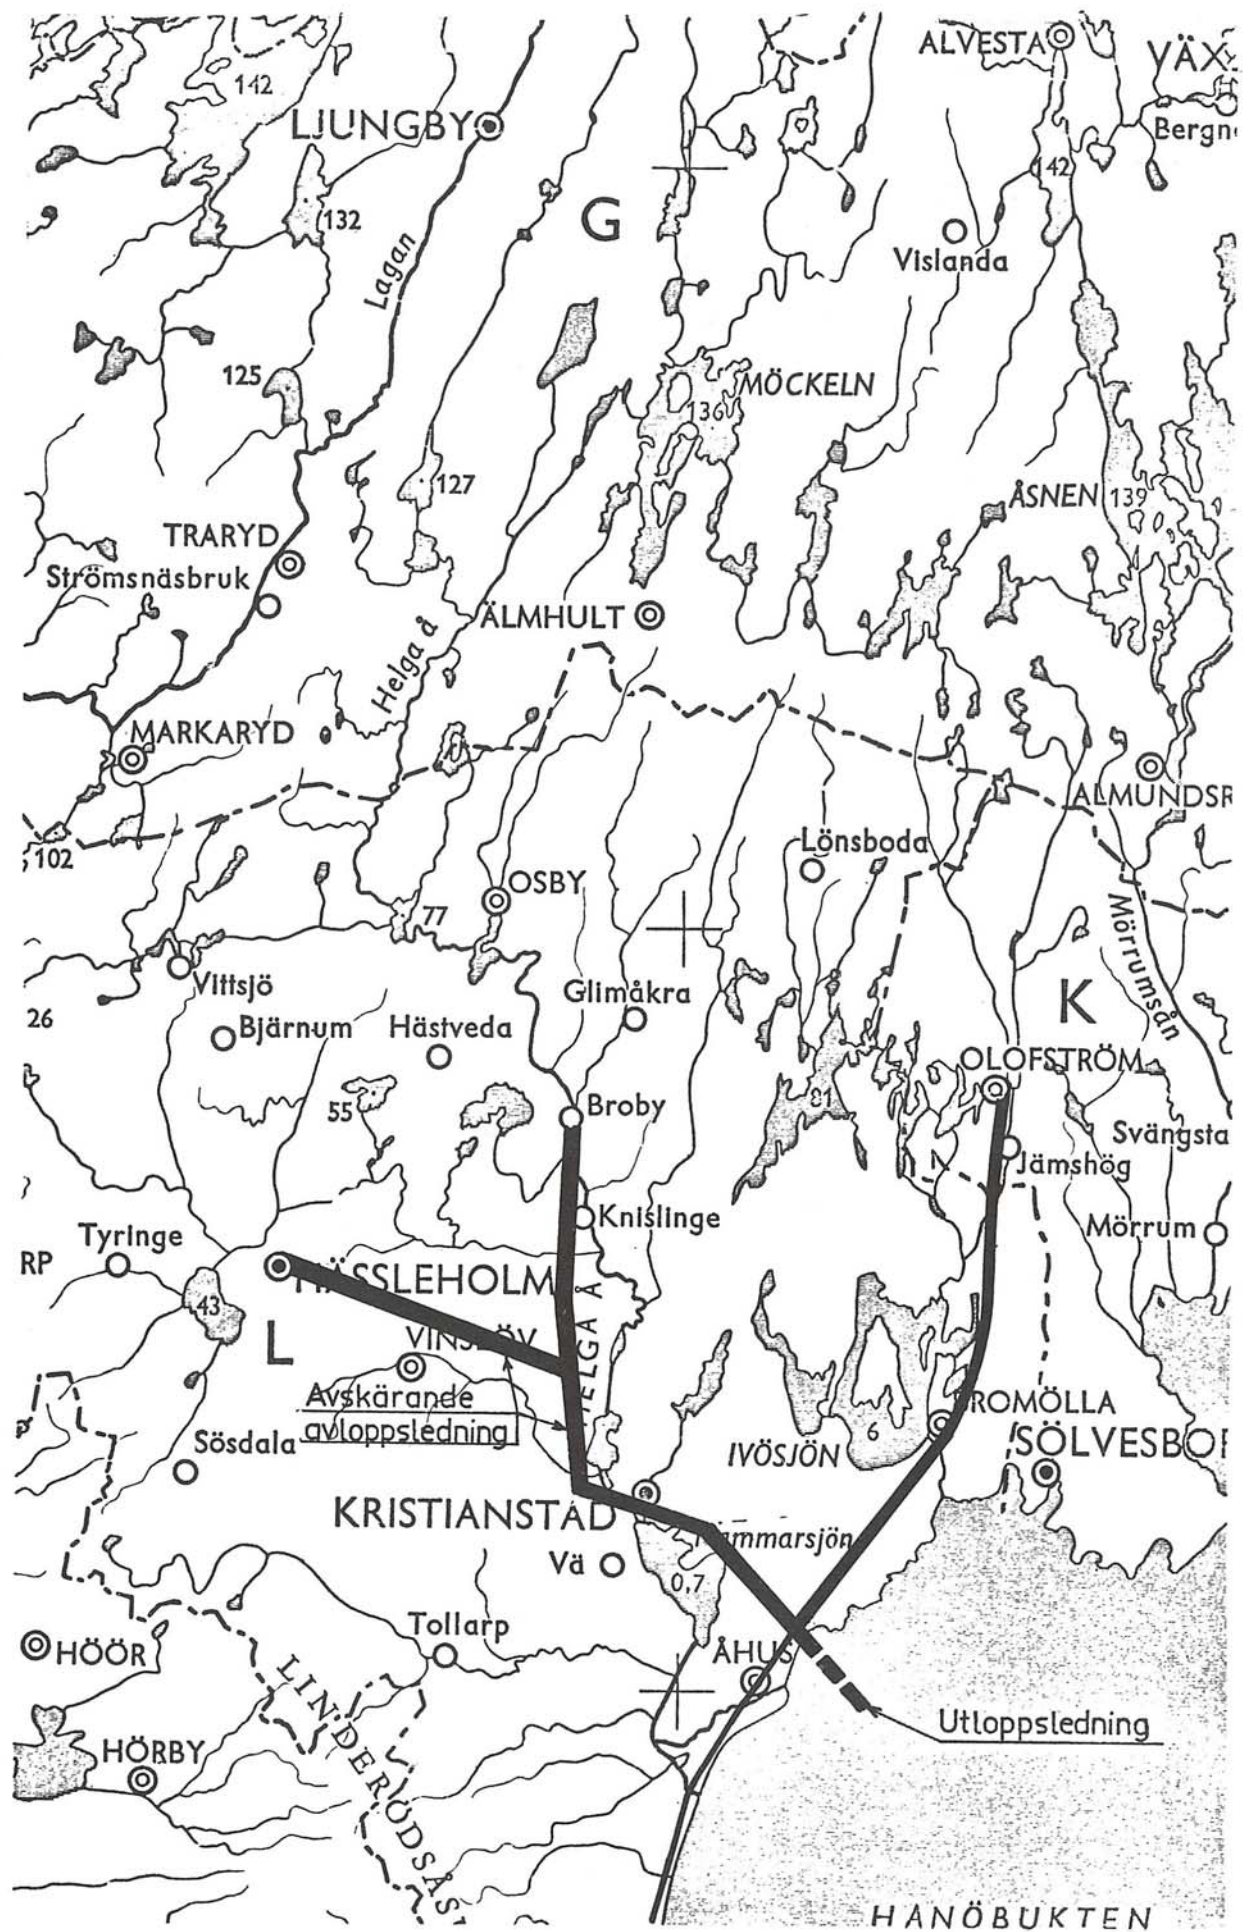 ALVESTA
VÄX
142
LJUNGBY
Bergn
142
132
G
Lagan
Vislanda
125
MÖCKELN
136
127
ÅSNEN
139
TRARYD
Strömsnäsbruk
ÄLMHULT
Helga å
MARKARYD
ALMUNDSR
102
Lönsboda
OSBY
77
Mörrumsån
Vittsjö
Glimåkra
K
26
Bjärnum
Hästveda
OLOFSTRÖM
55
Broby
81
Svängsta
Jämshög
Knislinge
Tyringe
Mörrum
RP
HÄSSLEHOLM
43
HELGA Å
L
VINSLÖV
Avskärande
avloppsledning
ROMÖLLA
6
Sösdala
IVÖSJÖN
SÖLVESBOR
KRISTIANSTAD
ammarsjön
Vä
0,7
Tollarp
HÖÖR
ÅHUS
LINDERÖDSÅS
Utloppsledning
HÖRBY
HANÖBUKTEN